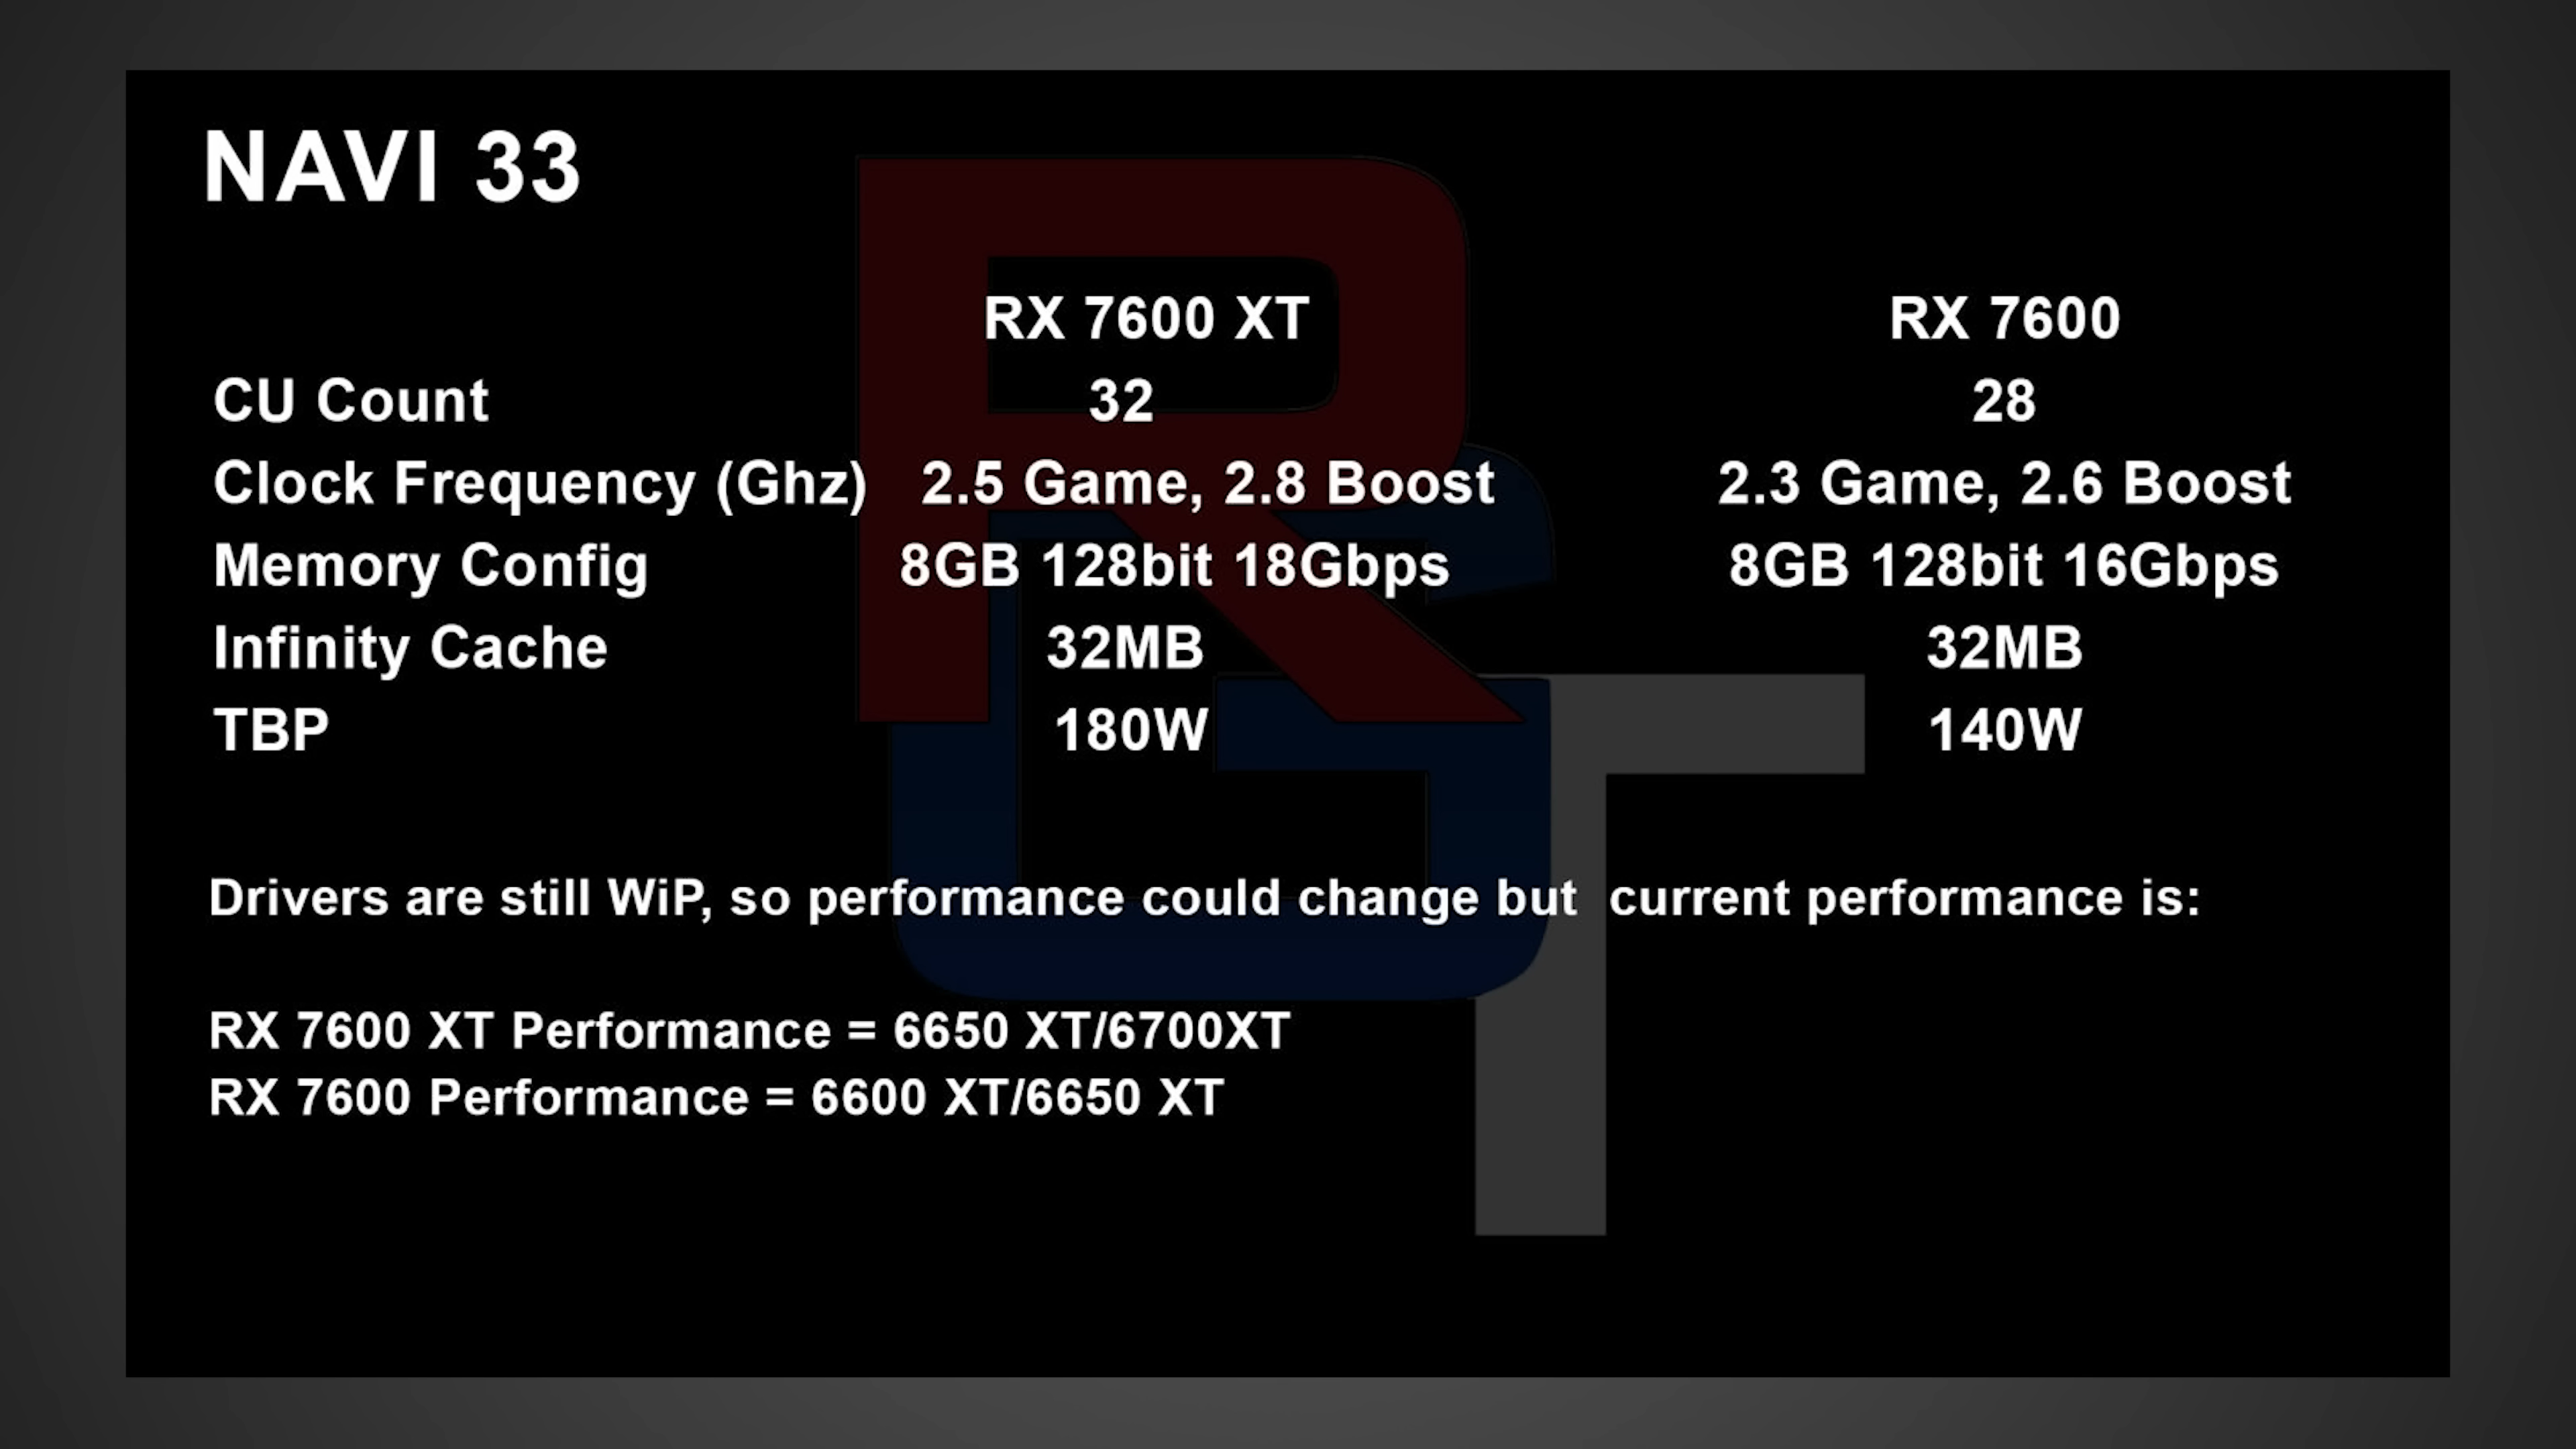 NAVI 33
RX 7600 XT RX 7600
CU Count 32 28
Clock Frequency (Ghz) 2.5 Game, 2.8 Boost 2.3 Game, 2.6 Boost
Memory Config 8GB 128bit 18Gbps 8GB 128bit 16Gbps
Infinity Cache 32MB 32MB
TBP 180W 140W
Drivers are still WiP, so performance could change but current performance is:
RX 7600 XT Performance = 6650 XT/6700XT
RX 7600 Performance = 6600 XT/6650 XT
RGT